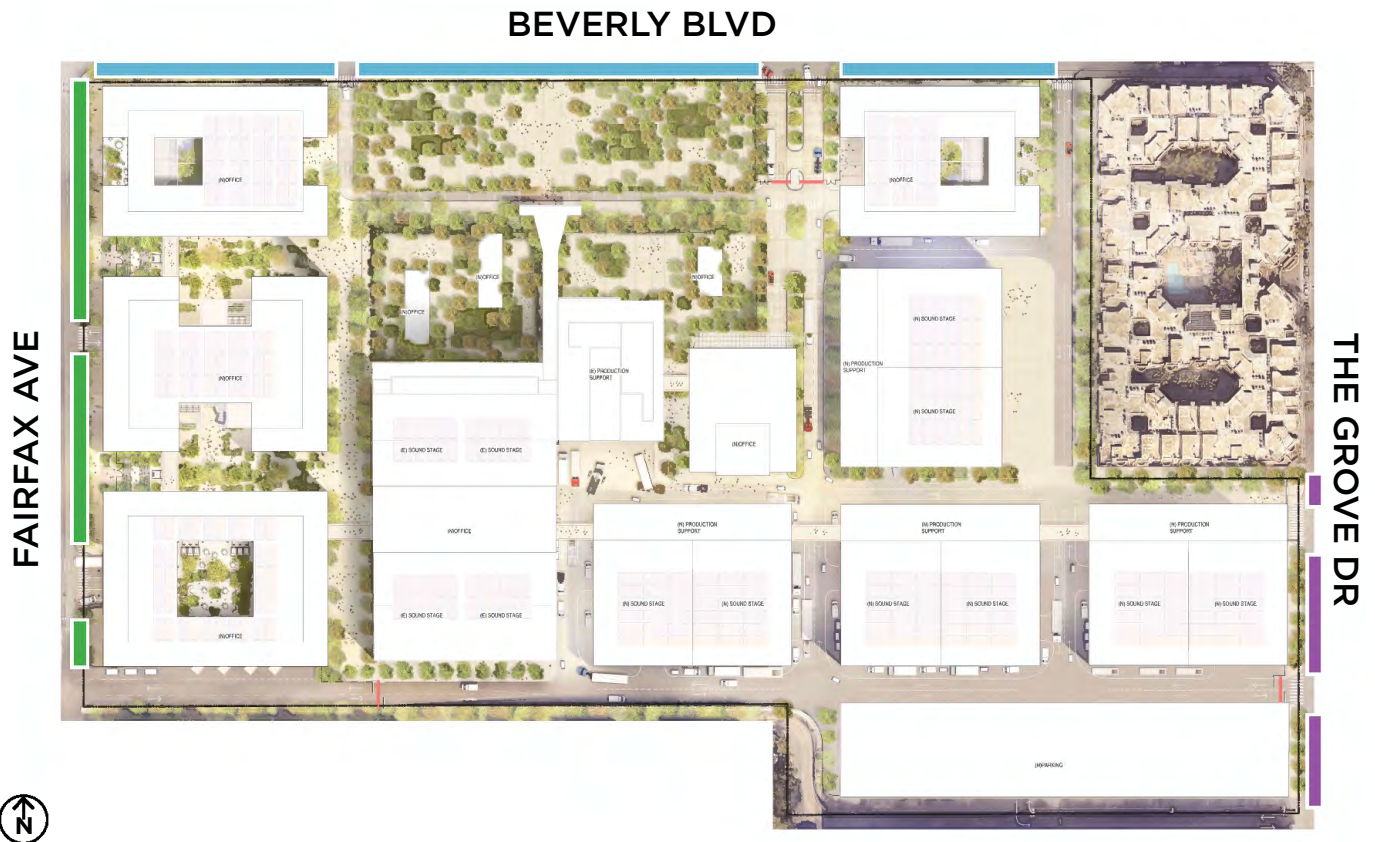 BEVERLY BLVD
FAIRFAX AVE
THE GROVE DR
(N)OFFICE
(N)OFFICE
(N)OFFICE
(N)OFFICE
(N)OFFICE
(N)OFFICE
(N) SOUND STAGE
(N) PRODUCTION
SUPPORT
(E) PRODUCTION
SUPPORT
(N)OFFICE
(N) SOUND STAGE
(E) SOUND STAGE
(E) SOUND STAGE
(N)OFFICE
(N)OFFICE
(N) PRODUCTION
SUPPORT
(N) PRODUCTION
SUPPORT
(N) PRODUCTION
SUPPORT
(E) SOUND STAGE
(E) SOUND STAGE
(N) SOUND STAGE
(N) SOUND STAGE
(N) SOUND STAGE
(N) SOUND STAGE
(N) SOUND STAGE
(N) SOUND STAGE
(N)OFFICE
(N)PARKING
N